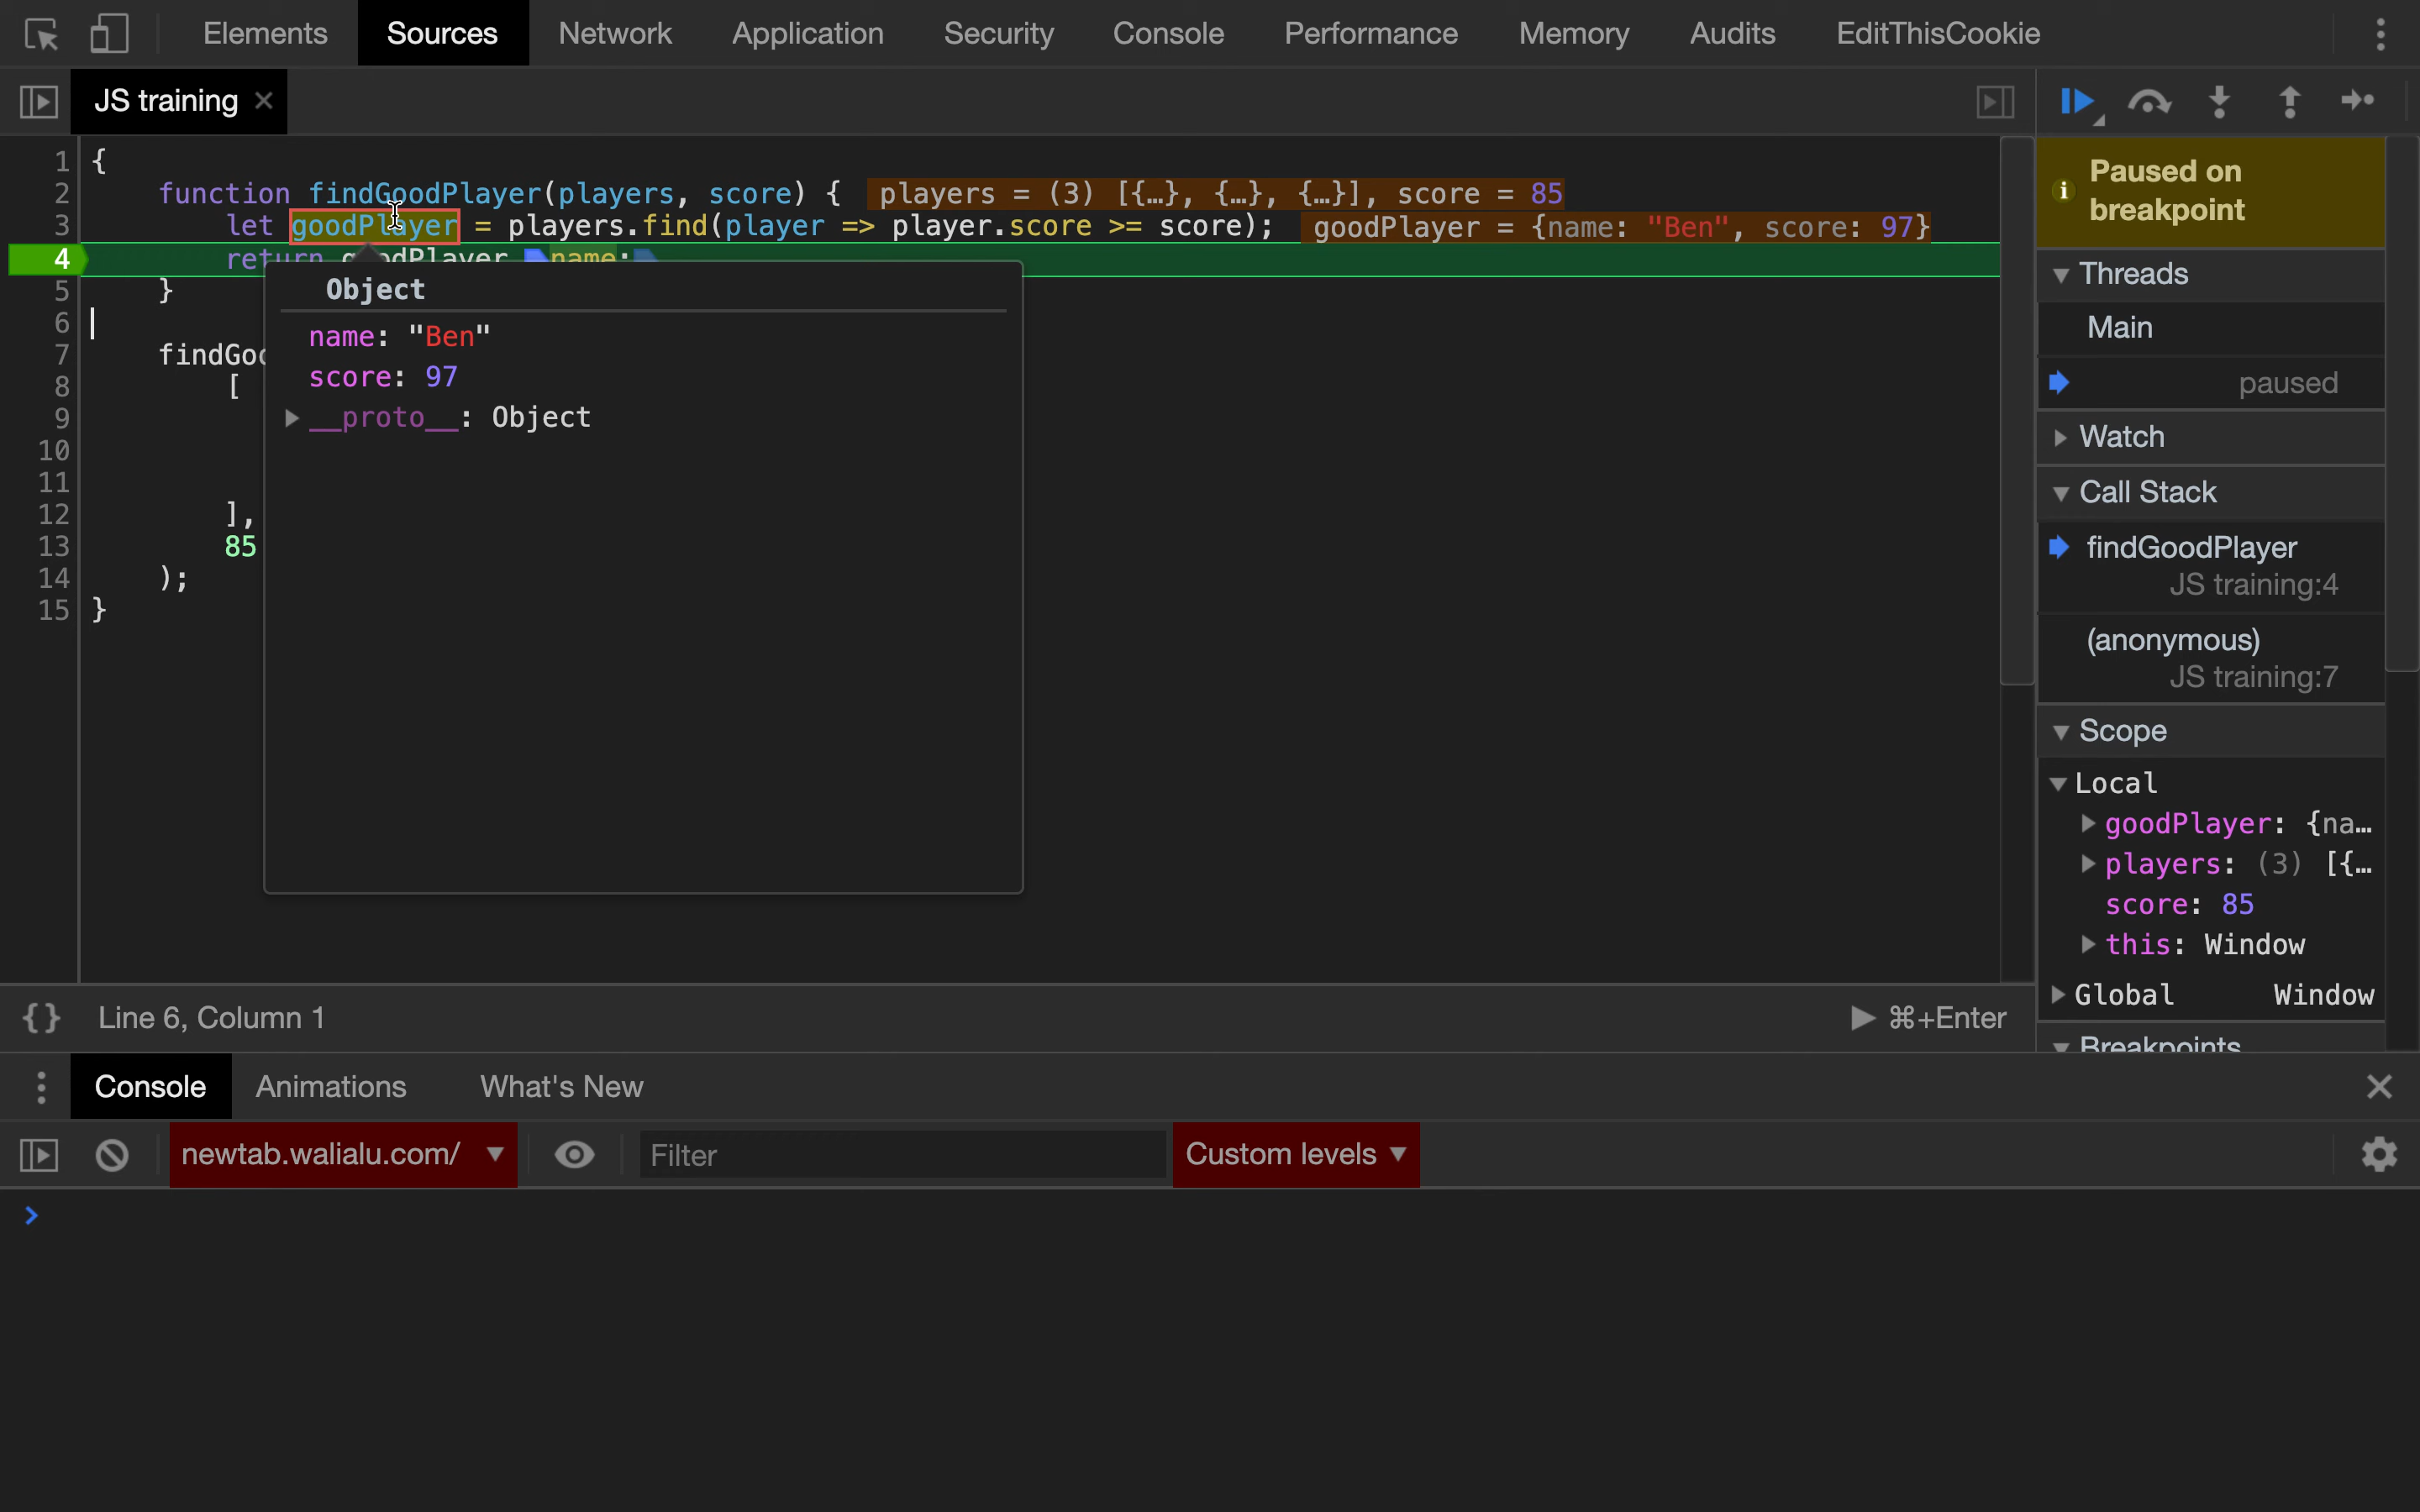 Elements Sources Network Application Security Console Performance Memory Audits EditThisCookie
JS training
1 {
2 function findGoodPlayer(players, score) { players = (3) [{…}, {…}, {…}], score = 85
3 let goodPlayer = players.find(player => player.score >= score); goodPlayer = {name: "Ben", score: 97}
4 return goodPlayer name;
5 }
6
7 findGoo
8 [
9
10
11
12 ],
13 85
14 );
15 }
Object
name: "Ben"
score: 97
__proto__: Object
Paused on
breakpoint
Threads
Main
paused
Watch
Call Stack
findGoodPlayer
JS training:4
(anonymous)
JS training:7
Scope
Local
goodPlayer: {na…
players: (3) [{…
score: 85
this: Window
Global Window
Breakpoints
{} Line 6, Column 1
⌘+Enter
Console Animations What's New
newtab.walialu.com/ Filter Custom levels
>